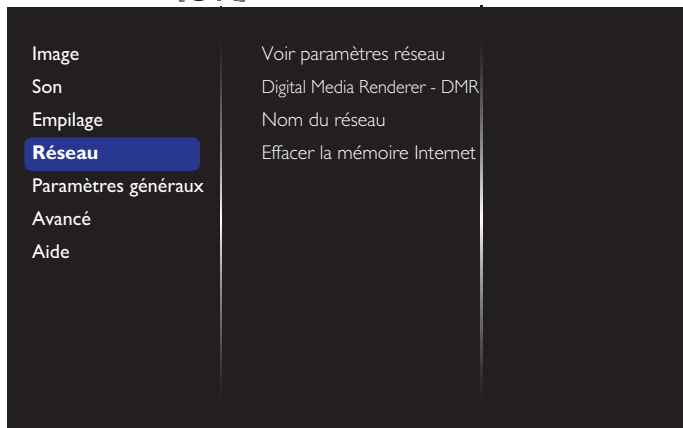 Image
Son
Empilage
Réseau
Paramètres généraux
Avancé
Aide
Voir paramètres réseau
Digital Media Renderer - DMR
Nom du réseau
Effacer la mémoire Internet